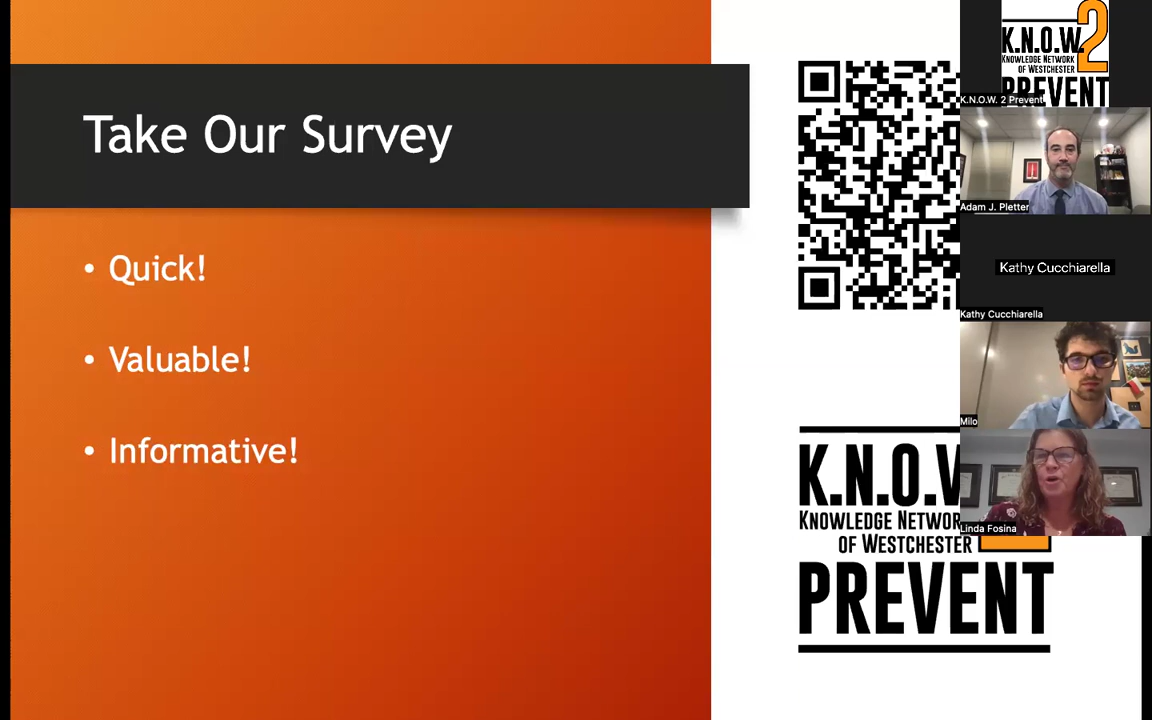 Take Our Survey
• Quick!
• Valuable!
• Informative!
K.N.O.W.
2
KNOWLEDGE NETWORK
OF WESTCHESTER
PREVENT
K.N.O.W. 2 Prevent
Adam J. Pletter
Kathy Cucchiarella
Kathy Cucchiarella
Milo
Linda Fosina
K.N.O.W
KNOWLEDGE NETWOR
OF WESTCHESTER
PREVENT